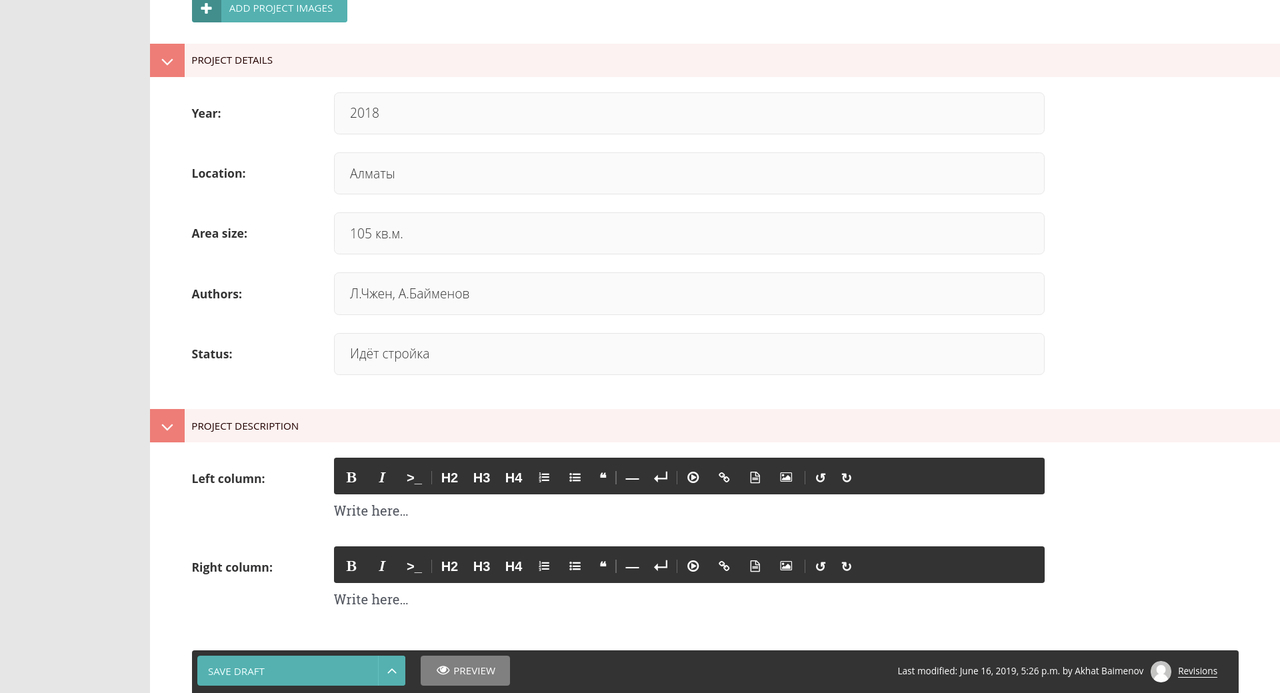 ADD PROJECT IMAGES
PROJECT DETAILS
Year: 2018
Location: Алматы
Area size: 105 кв.м.
Authors: Л.Чжен, А.Байменов
Status: Идёт стройка
PROJECT DESCRIPTION
Left column: B I >_ H2 H3 H4 ❝ —
Write here…
Right column: B I >_ H2 H3 H4 ❝ —
Write here…
SAVE DRAFT PREVIEW Last modified: June 16, 2019, 5:26 p.m. by Akhat Baimenov Revisions